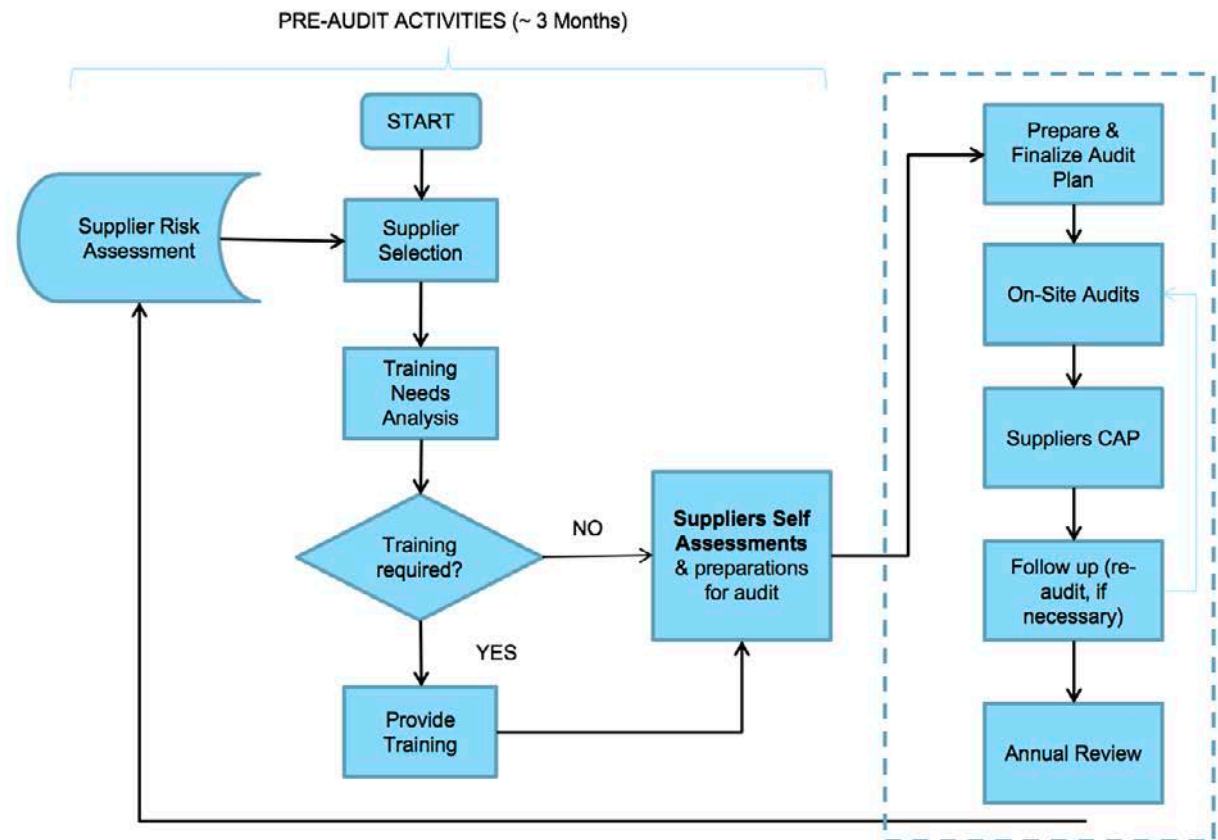 PRE-AUDIT ACTIVITIES (~ 3 Months)
START
Supplier Risk
Assessment
Supplier
Selection
Training
Needs
Analysis
Training
required?
NO
YES
Provide
Training
Suppliers Self
Assessments
& preparations
for audit
Prepare &
Finalize Audit
Plan
On-Site Audits
Suppliers CAP
Follow up (re-
audit, if
necessary)
Annual Review